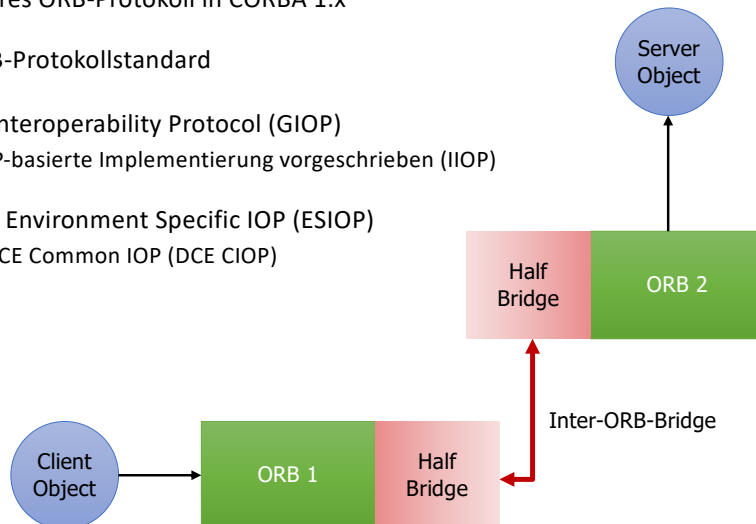 res ORB-Protokoll in CORBA 1.x
B-Protokollstandard
nteroperability Protocol (GIOP)
P-basierte Implementierung vorgeschrieben (IIOP)
Environment Specific IOP (ESIOP)
CE Common IOP (DCE CIOP)
Server
Object
Half
Bridge
ORB 2
Inter-ORB-Bridge
Client
Object
ORB 1
Half
Bridge